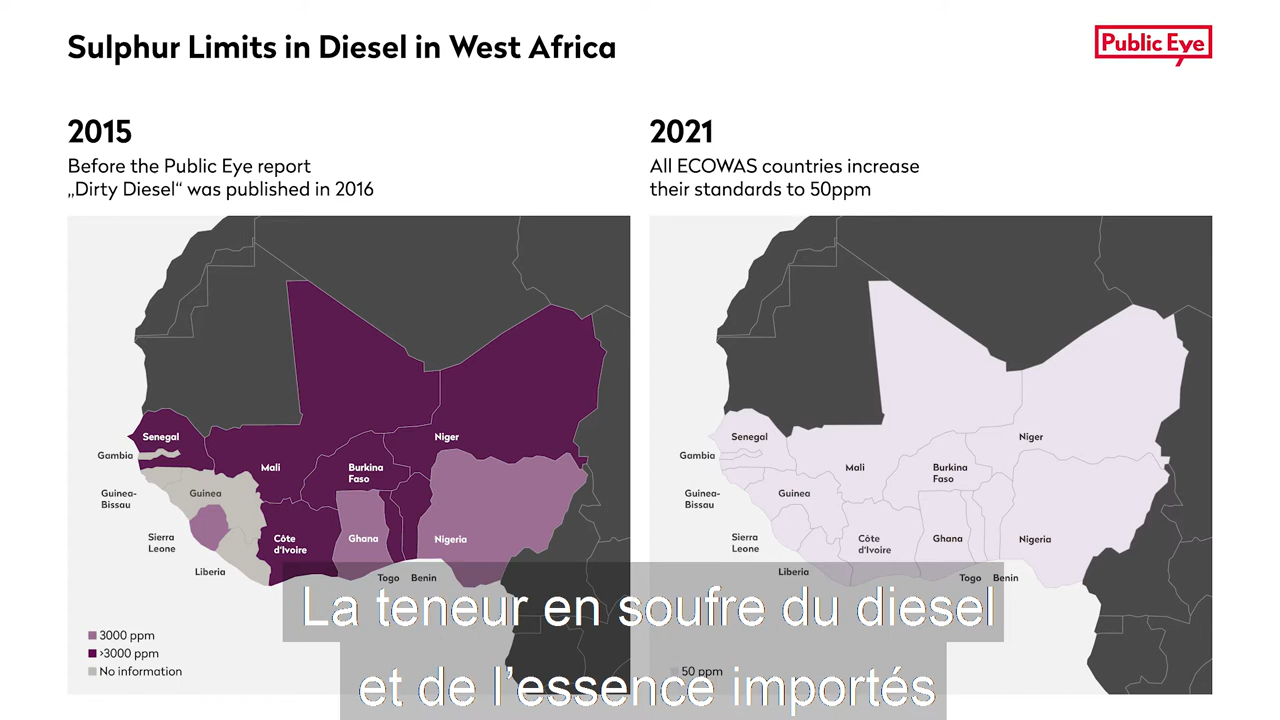 Sulphur Limits in Diesel in West Africa
Public Eye
2015
Before the Public Eye report
„Dirty Diesel“ was published in 2016
Senegal
Gambia
Guinea-
Bissau
Guinea
Sierra
Leone
Liberia
Mali
Burkina
Faso
Côte
d'Ivoire
Ghana
Togo
Benin
Niger
Nigeria
3000 ppm
>3000 ppm
No information
2021
All ECOWAS countries increase
their standards to 50ppm
Senegal
Gambia
Guinea-
Bissau
Guinea
Sierra
Leone
Liberia
Mali
Burkina
Faso
Côte
d'Ivoire
Ghana
Togo
Benin
Niger
Nigeria
50 ppm
La teneur en soufre du diesel
et de l'essence importés